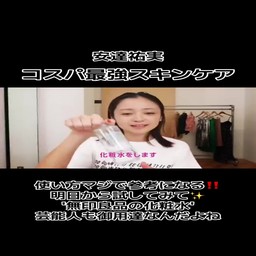 安達祐実
コスパ最強スキンケア
化粧水をします
使い方マジで参考になる‼️
明日から試してみて✨
"無印良品の化粧水"
芸能人も御用達なんだよね